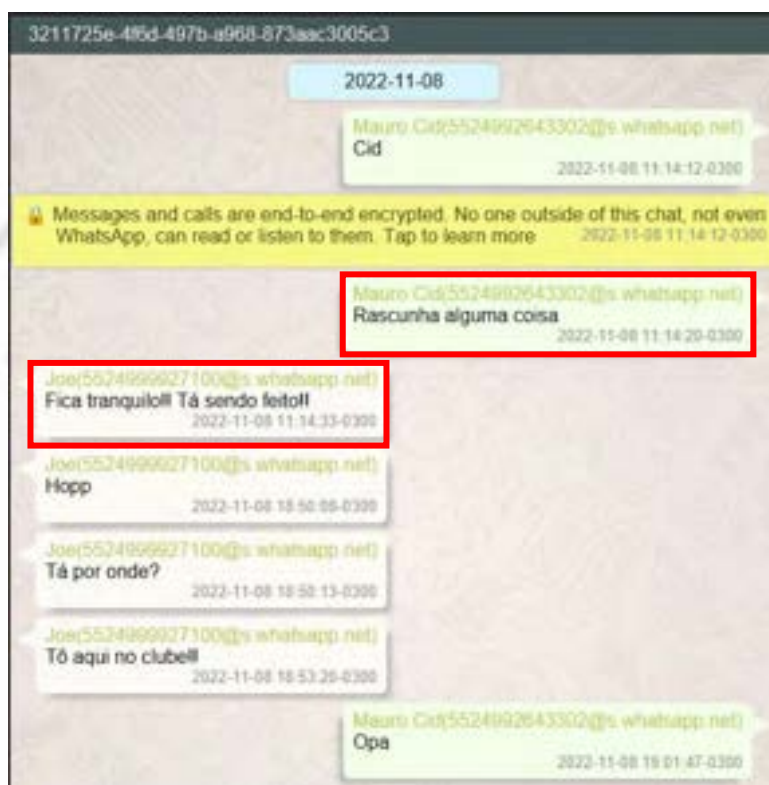 3211725e-4f6d-497b-a968-873aac3005c3
2022-11-08
Mauro Cid(5524992643302@s.whatsapp.net)
Cid
2022-11-08 11:14:12-0300
🔒 Messages and calls are end-to-end encrypted. No one outside of this chat, not even
WhatsApp, can read or listen to them. Tap to learn more 2022-11-08 11:14:12-0300
Mauro Cid(5524992643302@s.whatsapp.net)
Rascunha alguma coisa
2022-11-08 11:14:20-0300
Joe(5524999927100@s.whatsapp.net)
Fica tranquilo!!! Tá sendo feito!!
2022-11-08 11:14:33-0300
Joe(5524999927100@s.whatsapp.net)
Hopp
2022-11-08 18:50:08-0300
Joe(5524999927100@s.whatsapp.net)
Tá por onde?
2022-11-08 18:50:13-0300
Joe(5524999927100@s.whatsapp.net)
Tô aqui no clube!!!
2022-11-08 18:53:20-0300
Mauro Cid(5524992643302@s.whatsapp.net)
Opa
2022-11-08 19:01:47-0300